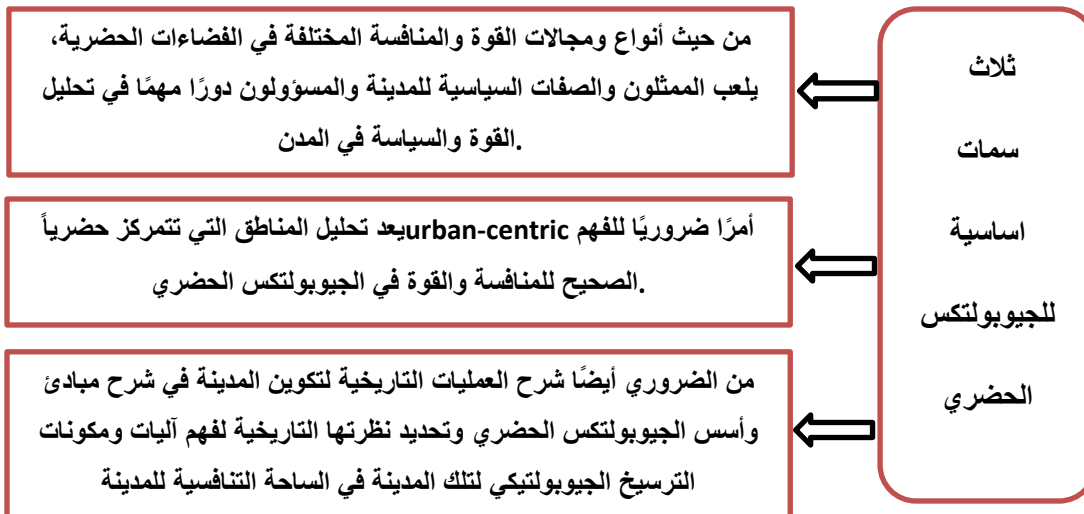 ثلاث
سمات
اساسية
للجيوبولتكس
الحضري
من حيث أنواع ومجالات القوة والمنافسة المختلفة في الفضاءات الحضرية،
يلعب الممثلون والصفات السياسية للمدينة والمسؤولون دورًا مهمًا في تحليل
القوة والسياسة في المدن.
يعد تحليل المناطق التي تتمركز حضرياً urban-centric أمرًا ضروريًا للفهم
الصحيح للمنافسة والقوة في الجيوبولتكس الحضري.
من الضروري أيضًا شرح العمليات التاريخية لتكوين المدينة في شرح مبادئ
وأسس الجيوبولتكس الحضري وتحديد نظرتها التاريخية لفهم آليات ومكونات
الترسيخ الجيوبولتيكي لتلك المدينة في الساحة التنافسية للمدينة